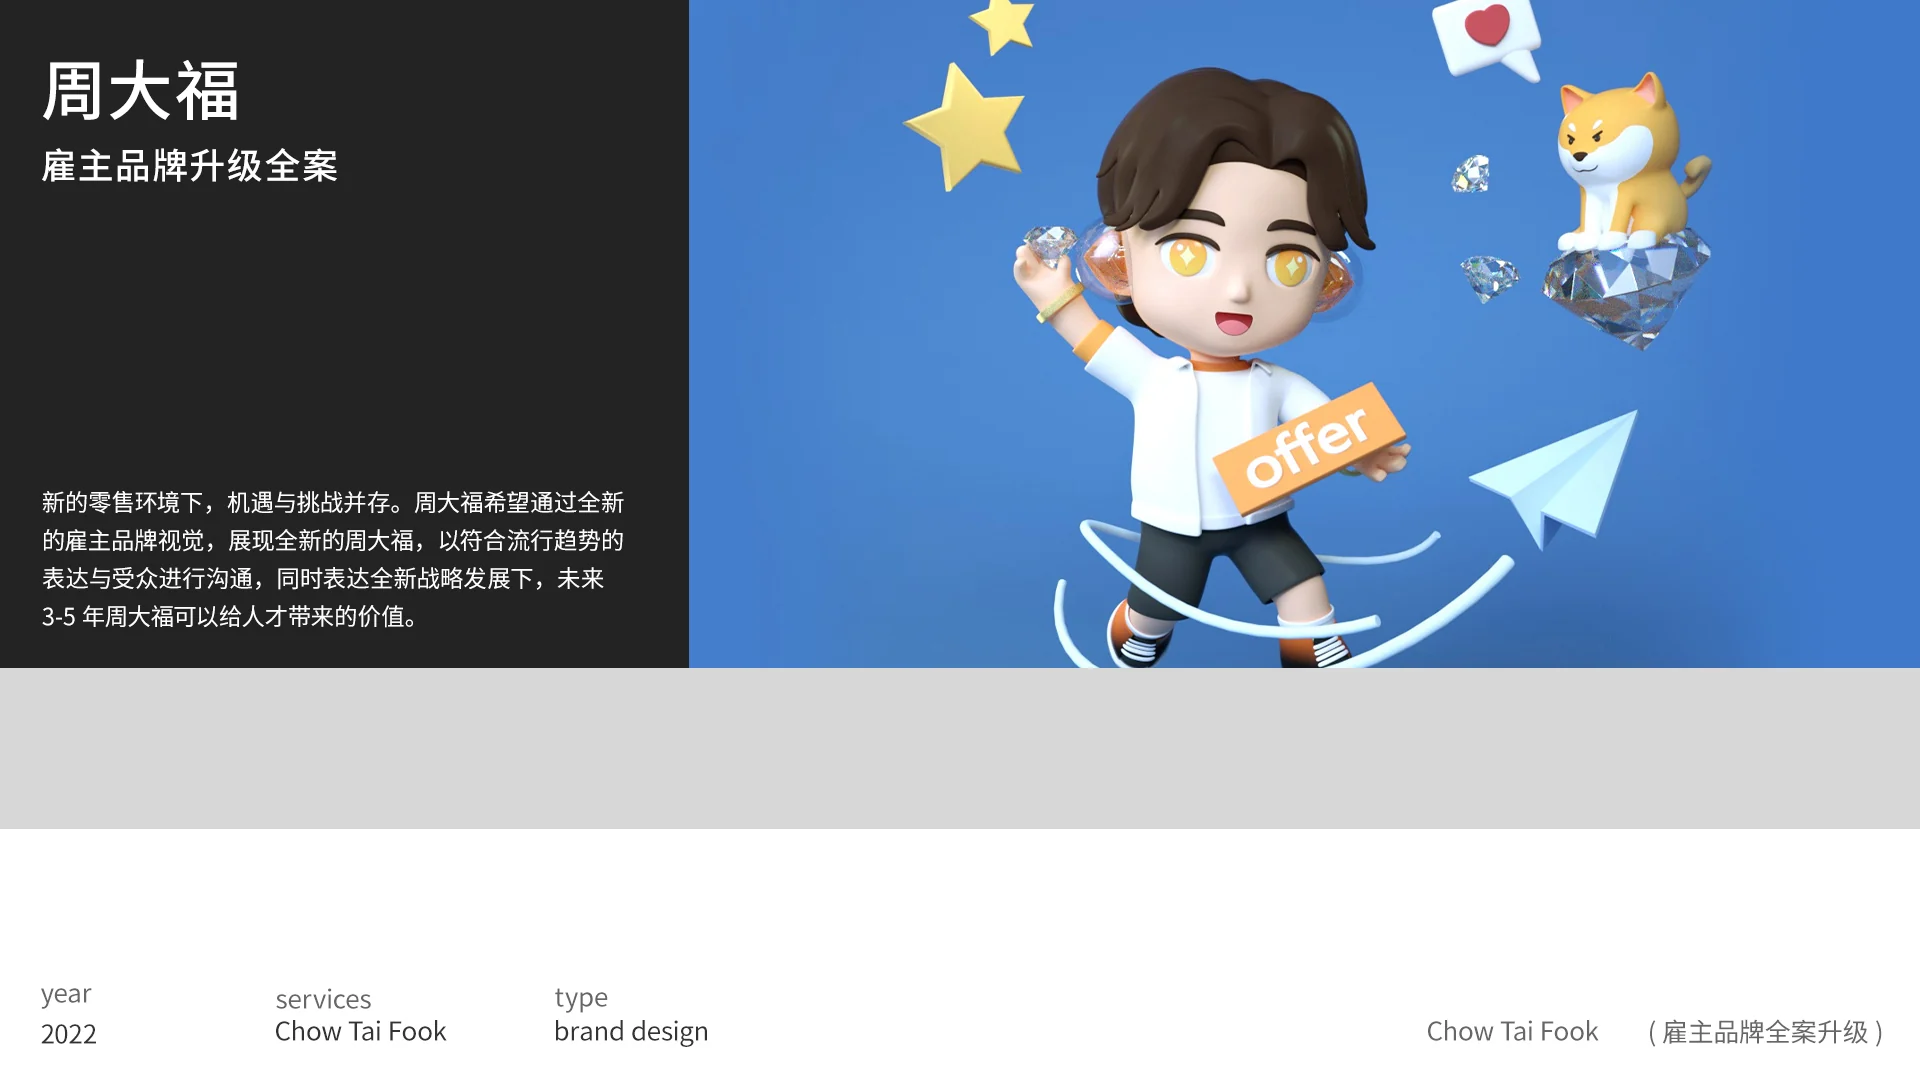 周大福
雇主品牌升级全案
offer
新的零售环境下，机遇与挑战并存。周大福希望通过全新
的雇主品牌视觉，展现全新的周大福，以符合流行趋势的
表达与受众进行沟通，同时表达全新战略发展下，未来
3-5 年周大福可以给人才带来的价值。
year
2022
services
Chow Tai Fook
type
brand design
Chow Tai Fook
( 雇主品牌全案升级 )